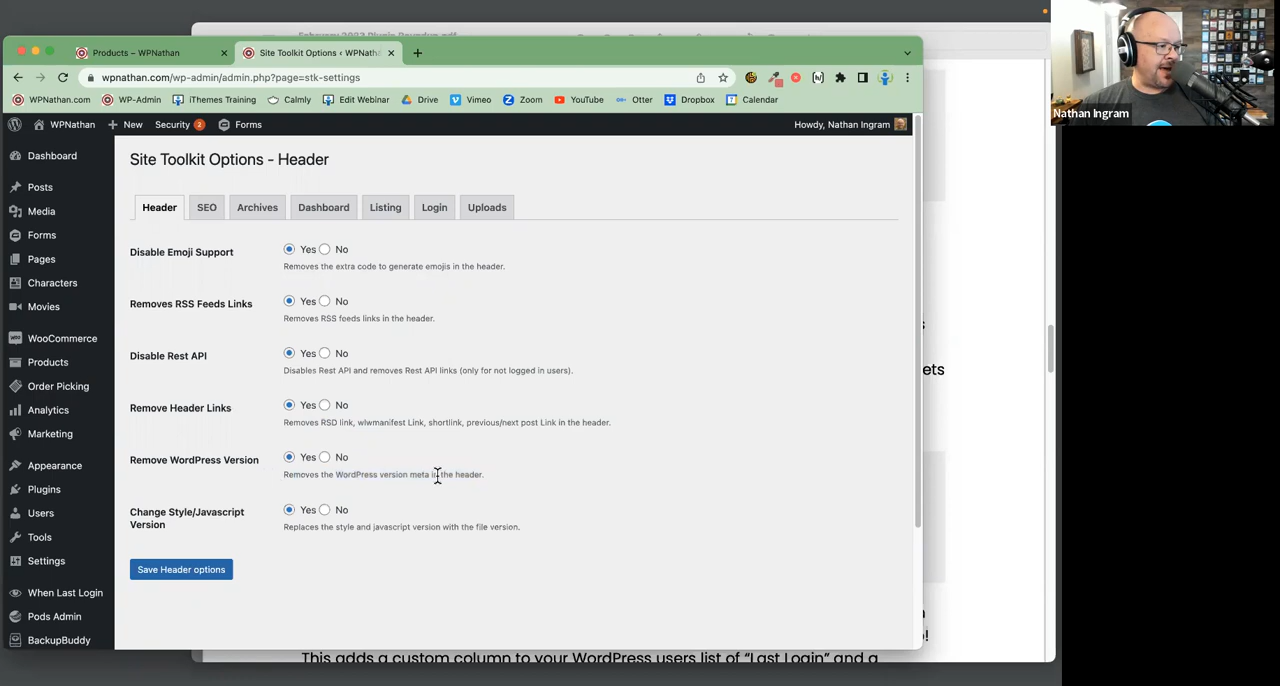 February 2023 Plugin Roundup.pdf
Products – WPNathan
Site Toolkit Options ‹ WPNath
wpnathan.com/wp-admin/admin.php?page=stk-settings
WPNathan.com
WP-Admin
iThemes Training
Calmly
Edit Webinar
Drive
Vimeo
Zoom
YouTube
Otter
Dropbox
Calendar
WPNathan
New
Security 2
Forms
Howdy, Nathan Ingram
Nathan Ingram
Dashboard
Posts
Media
Forms
Pages
Characters
Movies
WooCommerce
Products
Order Picking
Analytics
Marketing
Appearance
Plugins
Users
Tools
Settings
When Last Login
Pods Admin
BackupBuddy
Site Toolkit Options - Header
Header
SEO
Archives
Dashboard
Listing
Login
Uploads
Disable Emoji Support
Yes No
Removes the extra code to generate emojis in the header.
Removes RSS Feeds Links
Yes No
Removes RSS feeds links in the header.
Disable Rest API
Yes No
Disables Rest API and removes Rest API links (only for not logged in users).
Remove Header Links
Yes No
Removes RSD link, wlwmanifest Link, shortlink, previous/next post Link in the header.
Remove WordPress Version
Yes No
Removes the WordPress version meta in the header.
Change Style/Javascript
Version
Yes No
Replaces the style and javascript version with the file version.
Save Header options
ets
This adds a custom column to your WordPress users list of “Last Login” and a